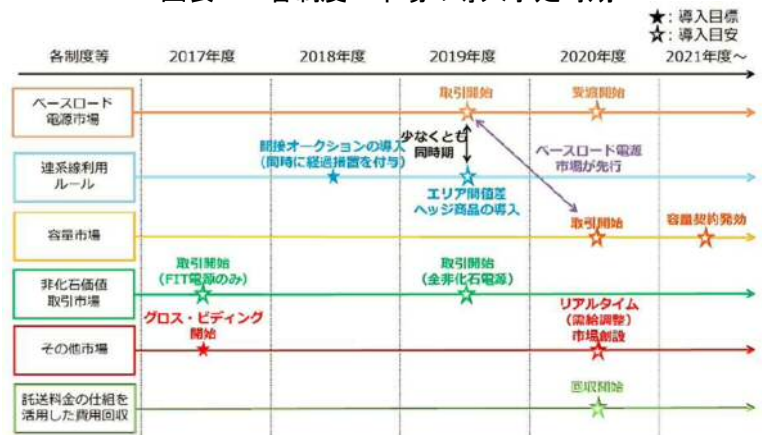 ★: 導入目標
☆: 導入目安
各制度等 2017年度 2018年度 2019年度 2020年度 2021年度~
ベースロード
電源市場
取引開始
受渡開始
少なくとも
同時期
ベースロード電源
市場が先行
連系線利用
ルール
間接オークションの導入
(同時に経過措置を付与)
エリア間値差
ヘッジ商品の導入
容量市場
取引開始
容量契約発効
非化石価値
取引市場
取引開始
(FIT電源のみ)
取引開始
(全非化石電源)
その他市場
グロス・ビディング
開始
リアルタイム
(需給調整)
市場創設
託送料金の仕組を
活用した費用回収
回収開始